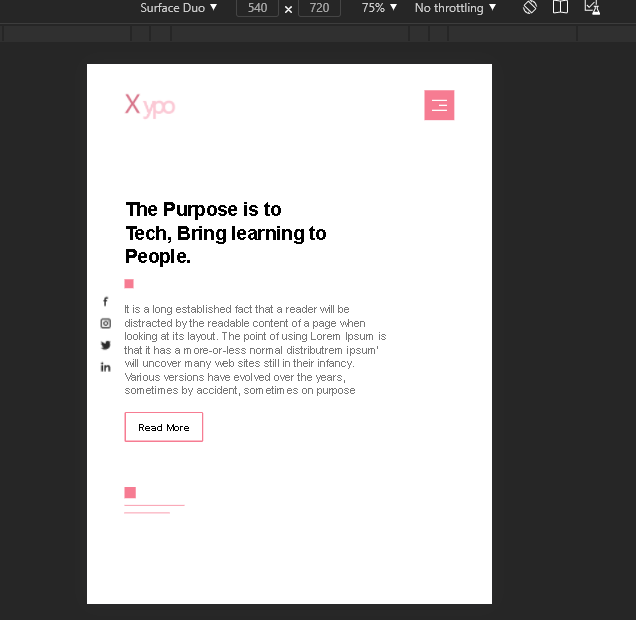 Surface Duo ▼ 540 × 720 75% ▼ No throttling ▼
Xypo
The Purpose is to
Tech, Bring learning to
People.
It is a long established fact that a reader will be
distracted by the readable content of a page when
looking at its layout. The point of using Lorem Ipsum is
that it has a more-or-less normal distributrem ipsum'
will uncover many web sites still in their infancy.
Various versions have evolved over the years,
sometimes by accident, sometimes on purpose
Read More